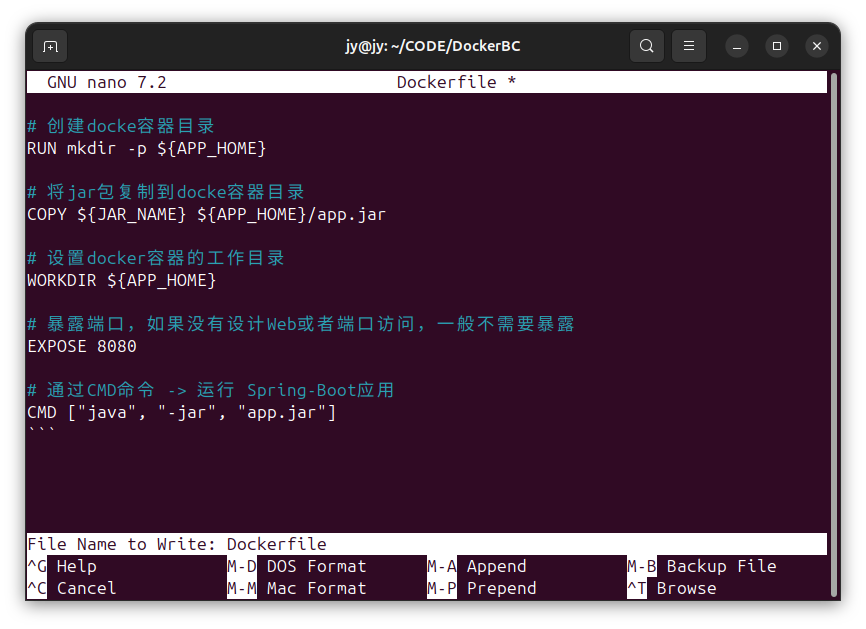 jy@jy: ~/CODE/DockerBC
GNU nano 7.2 Dockerfile *
# 创建docke容器目录
RUN mkdir -p ${APP_HOME}
# 将jar包复制到docke容器目录
COPY ${JAR_NAME} ${APP_HOME}/app.jar
# 设置docker容器的工作目录
WORKDIR ${APP_HOME}
# 暴露端口，如果没有设计Web或者端口访问，一般不需要暴露
EXPOSE 8080
# 通过CMD命令 -> 运行 Spring-Boot应用
CMD ["java", "-jar", "app.jar"]
```
File Name to Write: Dockerfile
^G Help M-D DOS Format M-A Append M-B Backup File
^C Cancel M-M Mac Format M-P Prepend ^T Browse